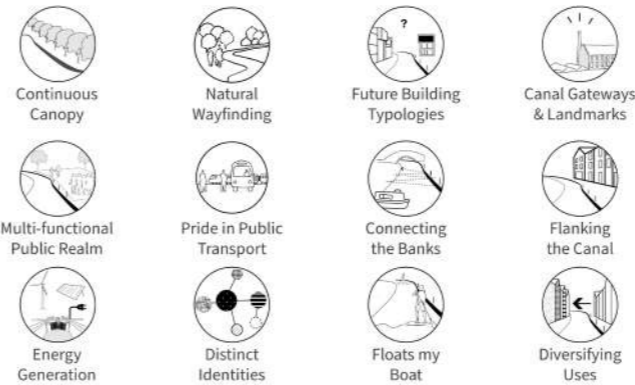 Continuous
Canopy
Natural
Wayfinding
?
Future Building
Typologies
Canal Gateways
& Landmarks
Multi-functional
Public Realm
Pride in Public
Transport
Connecting
the Banks
Flanking
the Canal
Energy
Generation
Distinct
Identities
Floats my
Boat
Diversifying
Uses